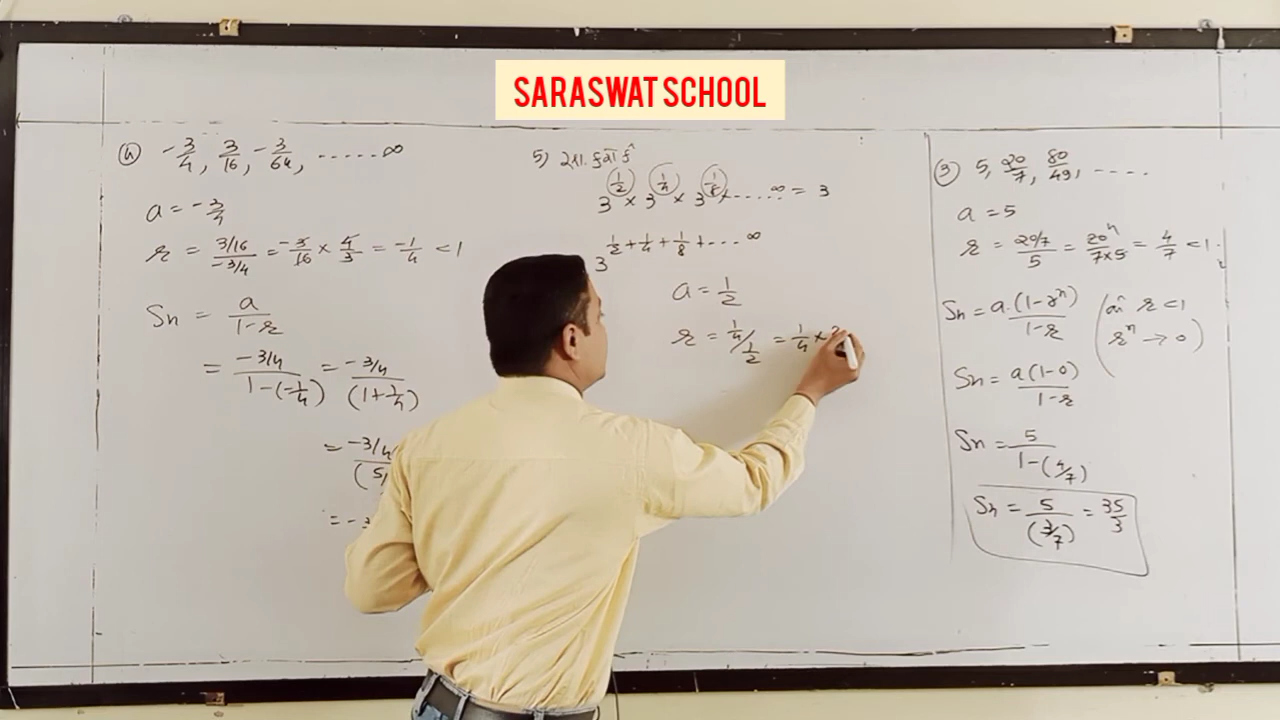 SARASWAT SCHOOL
④ -3/4, 3/16, -3/64, ......∞
a = -3/4
r = (3/16)/(-3/4) = -3/16 × 4/3 = -1/4 < 1
Sn = a/(1-r)
= (-3/4)/(1-(-1/4)) = (-3/4)/(1+1/4)
= (-3/4)/(5/
= -3
5)
3^(1/2) × 3^(1/4) × 3^(1/8) × ..... ∞ = 3
3^(1/2 + 1/4 + 1/8 + ... ∞)
a = 1/2
r = (1/4)/(1/2) = 1/4 ×
③ 5, 20/7, 80/49, ....
a = 5
r = (20/7)/5 = 20/(7×5) = 4/7 < 1.
Sn = a.(1-r^n)/(1-r) ( r < 1
r^n → 0 )
Sn = a(1-0)/(1-r)
Sn = 5/(1-(4/7))
Sn = 5/(3/7) = 35/3